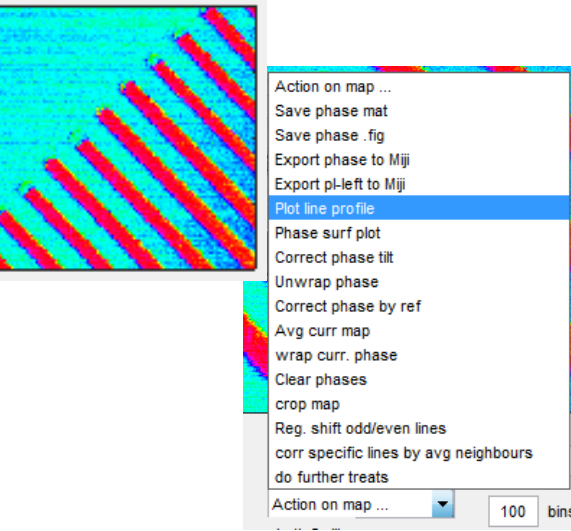 Action on map ...
Save phase mat
Save phase .fig
Export phase to Miji
Export pl-left to Miji
Plot line profile
Phase surf plot
Correct phase tilt
Unwrap phase
Correct phase by ref
Avg curr map
wrap curr. phase
Clear phases
crop map
Reg. shift odd/even lines
corr specific lines by avg neighbours
do further treats
Action on map ... 100 bins